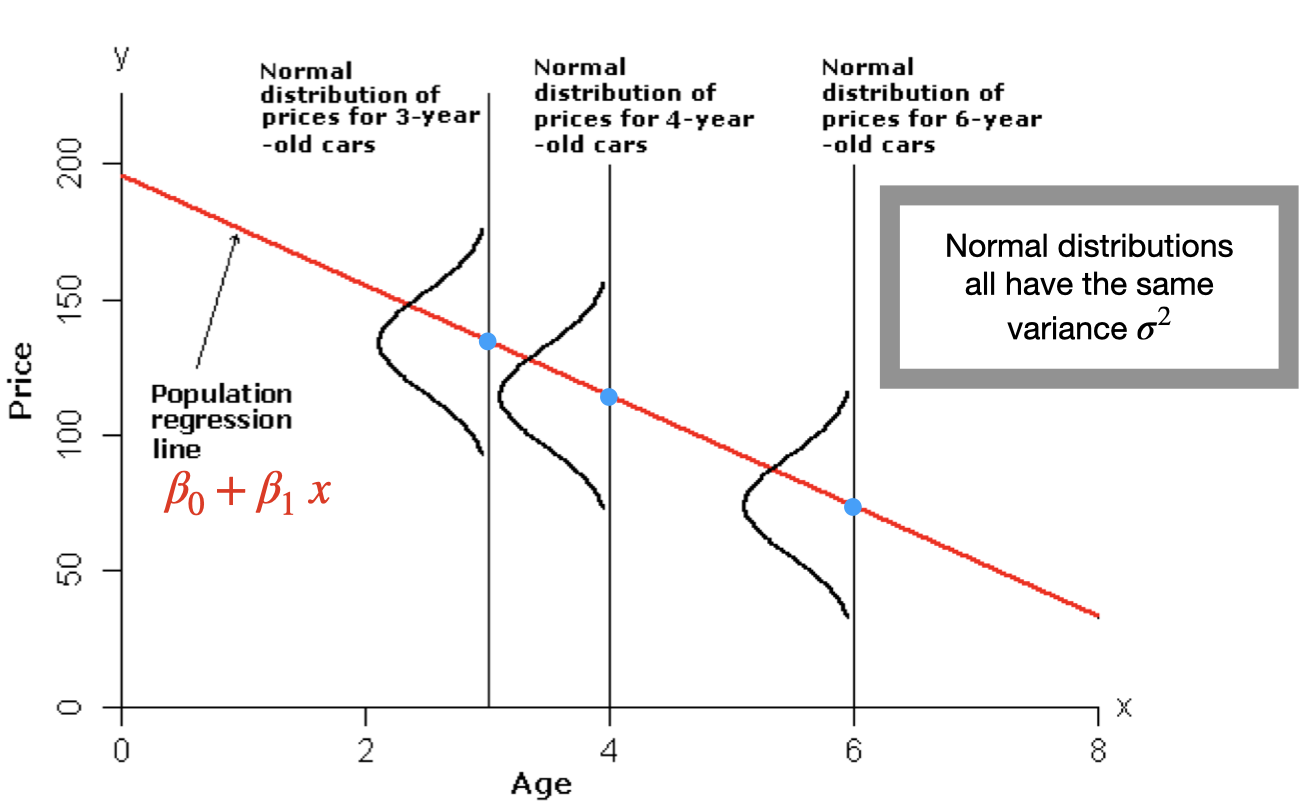 y
Normal
distribution of
prices for 3-year
-old cars
Normal
distribution of
prices for 4-year
-old cars
Normal
distribution of
prices for 6-year
-old cars
Normal distributions
all have the same
variance σ²
Population
regression
line
β₀ + β₁ x
Price
200
150
100
50
0
0 2 4 6 8
x
Age